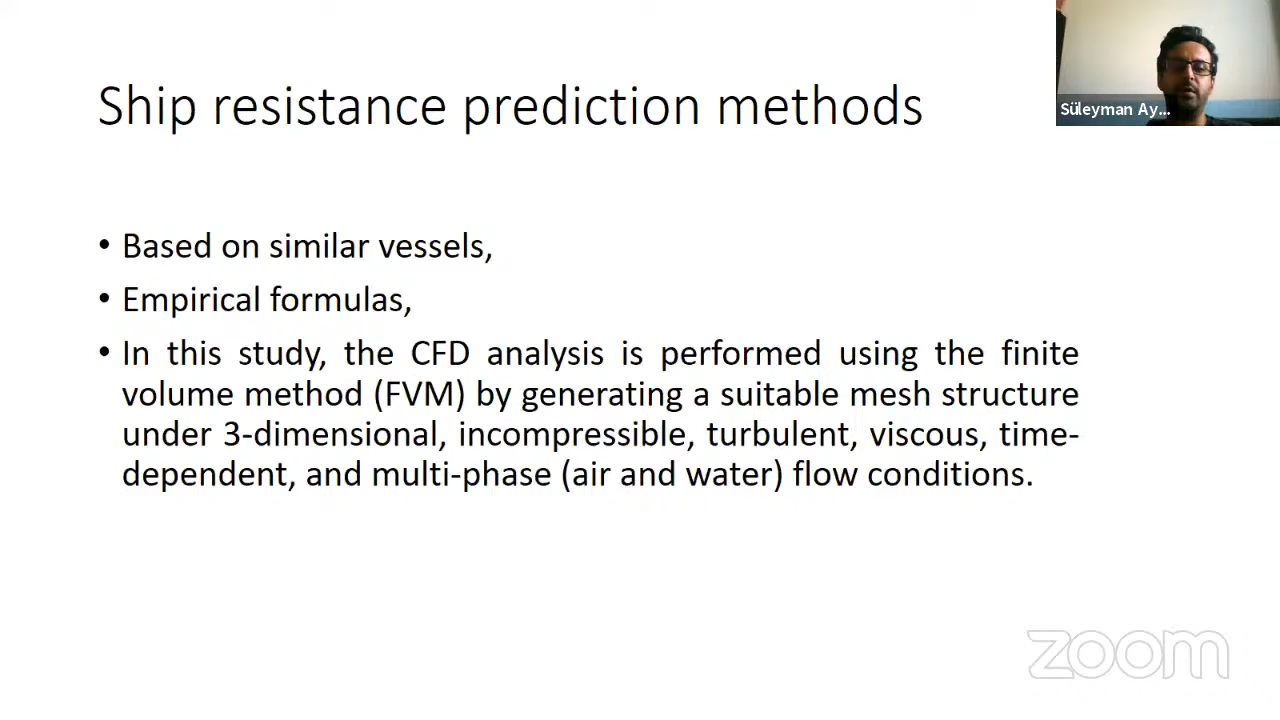 Ship resistance prediction methods
Süleyman Ay...
• Based on similar vessels,
• Empirical formulas,
• In this study, the CFD analysis is performed using the finite
volume method (FVM) by generating a suitable mesh structure
under 3-dimensional, incompressible, turbulent, viscous, time-
dependent, and multi-phase (air and water) flow conditions.
zoom